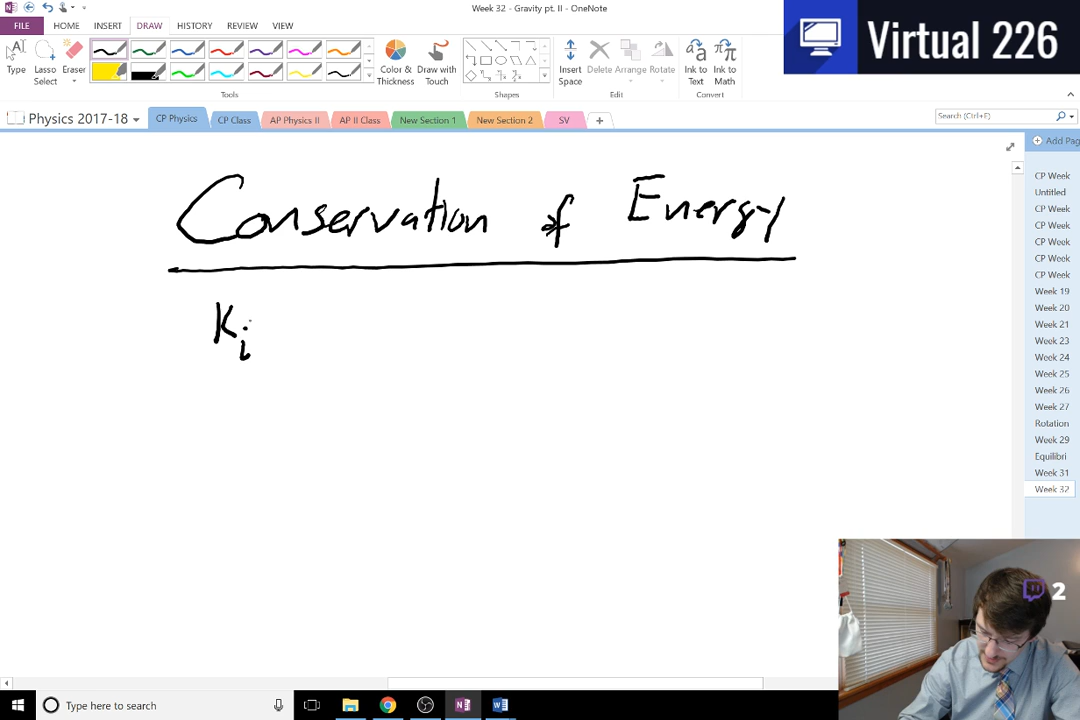 Week 32 - Gravity pt. II - OneNote
Virtual 226
FILE HOME INSERT DRAW HISTORY REVIEW VIEW
Type Lasso Select Eraser Color & Thickness Draw with Touch Insert Space Delete Arrange Rotate Ink to Text Ink to Math
Tools Shapes Edit Convert
Physics 2017-18 CP Physics CP Class AP Physics II AP II Class New Section 1 New Section 2 SV Search (Ctrl+E)
Add Pag
CP Week
Untitled
CP Week
CP Week
CP Week
CP Week
CP Week
Week 19
Week 20
Week 21
Week 23
Week 24
Week 25
Week 26
Week 27
Rotation
Week 29
Equilibri
Week 31
Week 32
Conservation of Energy
Ki
2
Type here to search